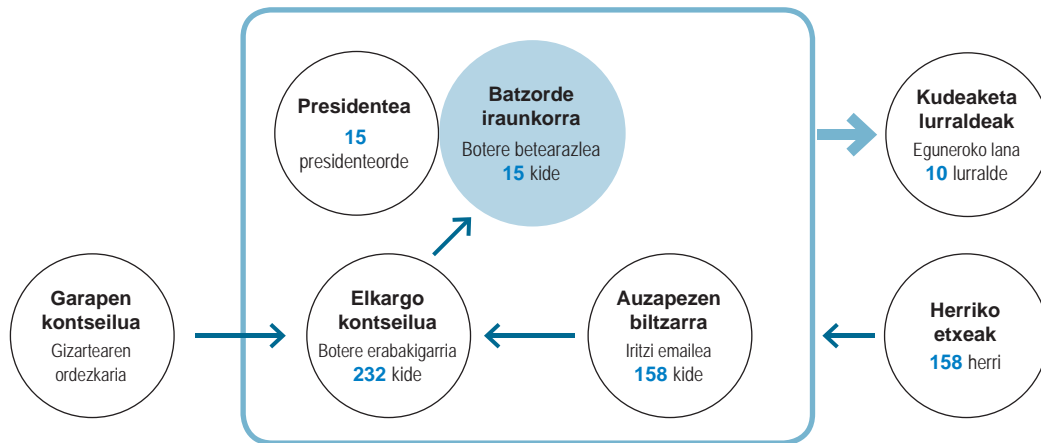 Presidentea
15
presidenteorde
Batzorde
iraunkorra
Botere betearazlea
15 kide
Kudeaketa
lurraldeak
Eguneroko lana
10 lurralde
Garapen
kontseilua
Gizartearen
ordezkaria
Elkargo
kontseilua
Botere erabakigarria
232 kide
Auzapezen
biltzarra
Iritzi emailea
158 kide
Herriko
etxeak
158 herri